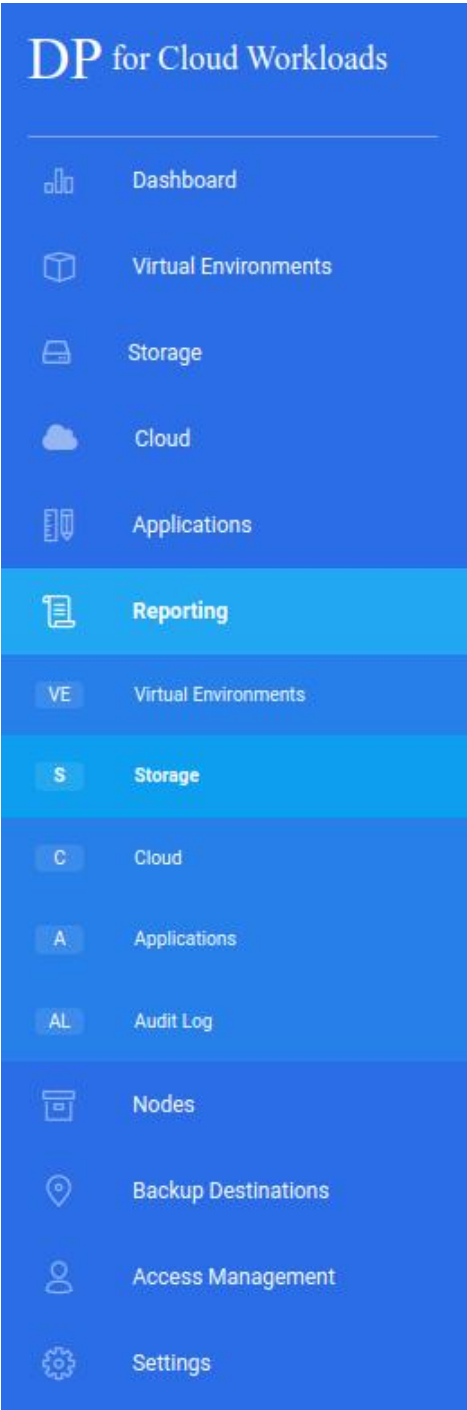 DP for Cloud Workloads
Dashboard
Virtual Environments
Storage
Cloud
Applications
Reporting
VE Virtual Environments
S Storage
C Cloud
A Applications
AL Audit Log
Nodes
Backup Destinations
Access Management
Settings